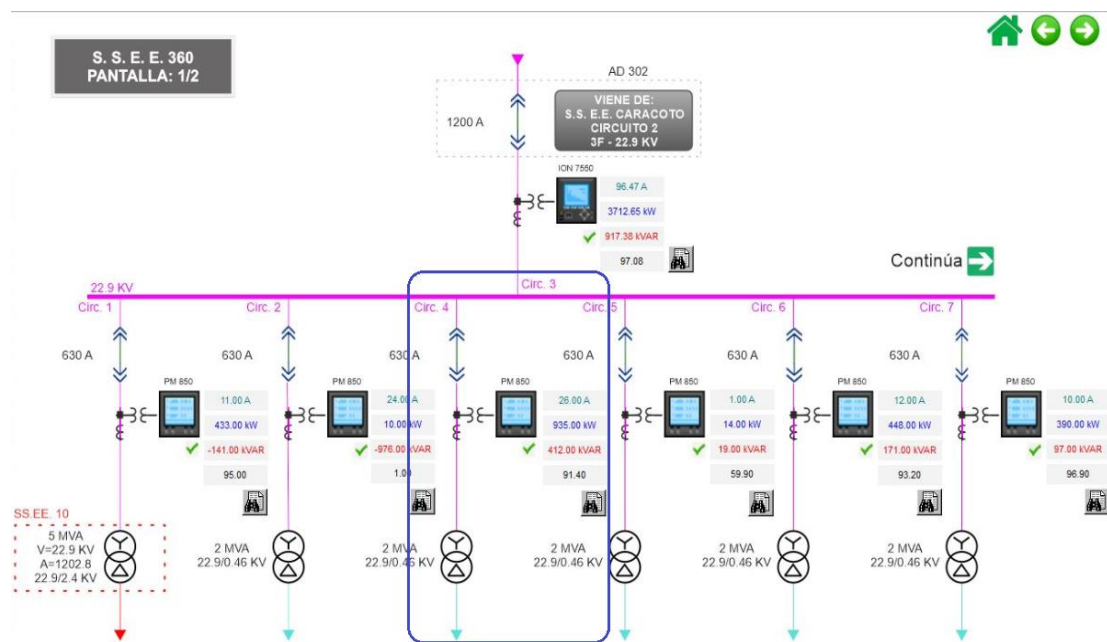 S. S. E. E. 360
PANTALLA: 1/2
AD 302
1200 A
VIENE DE:
S.S. E.E. CARACOTO
CIRCUITO 2
3F - 22.9 KV
ION 7550
96.47 A
3712.65 kW
917.38 kVAR
97.08
Continúa
22.9 KV
Circ. 3
Circ. 1
Circ. 2
Circ. 4
Circ. 5
Circ. 6
Circ. 7
630 A
630 A
630 A
630 A
630 A
630 A
PM 850
11.00 A
433.00 kW
-141.00 kVAR
95.00
PM 850
24.00 A
10.00 kW
-976.00 kVAR
1.00
PM 850
26.00 A
935.00 kW
412.00 kVAR
91.40
PM 850
1.00 A
14.00 kW
19.00 kVAR
59.90
PM 850
12.00 A
448.00 kW
171.00 kVAR
93.20
PM 850
10.00 A
390.00 kW
97.00 kVAR
96.90
SS.EE. 10
5 MVA
V=22.9 KV
A=1202.8
22.9/2.4 KV
2 MVA
22.9/0.46 KV
2 MVA
22.9/0.46 KV
2 MVA
22.9/0.46 KV
2 MVA
22.9/0.46 KV
2 MVA
22.9/0.46 KV